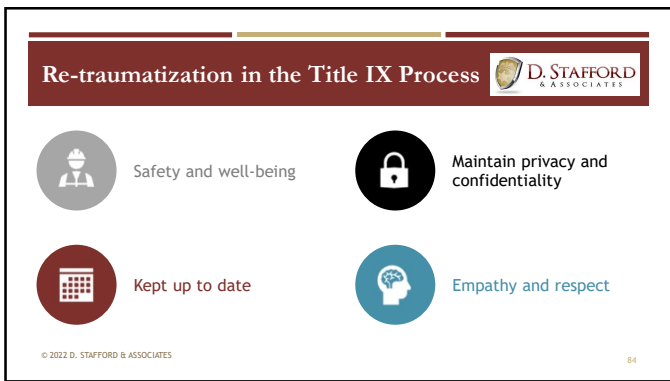 Re-traumatization in the Title IX Process
D. STAFFORD
& ASSOCIATES
Safety and well-being
Maintain privacy and
confidentiality
Kept up to date
Empathy and respect
© 2022 D. STAFFORD & ASSOCIATES
84